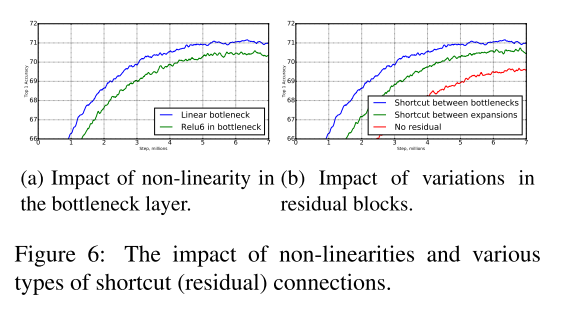 72
71
70
69
68
67
66
Top 1 Accuracy
Linear botleneck
Relu6 in bottleneck
0 1 2 3 4 5 6 7
Step, millions
72
71
70
69
68
67
66
Top 1 Accuracy
Shortcut between bottlenecks
Shortcut between expansions
No residual
0 1 2 3 4 5 6 7
Step, millions
(a) Impact of non-linearity in
the bottleneck layer.
(b) Impact of variations in
residual blocks.
Figure 6: The impact of non-linearities and various
types of shortcut (residual) connections.